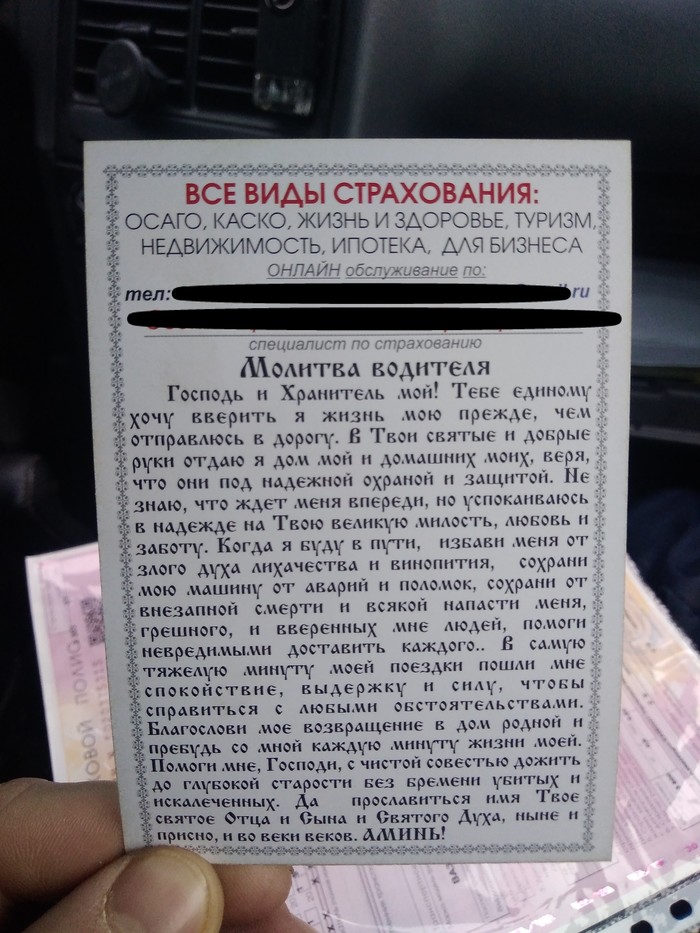 ВСЕ ВИДЫ СТРАХОВАНИЯ:
ОСАГО, КАСКО, ЖИЗНЬ И ЗДОРОВЬЕ, ТУРИЗМ,
НЕДВИЖИМОСТЬ, ИПОТЕКА, ДЛЯ БИЗНЕСА
ОНЛАЙН обслуживание по:
тел: .ru
специалист по страхованию
Молитва водителя
Господь и Хранитель мой! Тебе единому
хочу вверить я жизнь мою прежде, чем
отправлюсь в дорогу. В Твои святые и добрые
руки отдаю я дом мой и домашних моих, веря,
что они под надежной охраной и защитой. Не
знаю, что ждет меня впереди, но успокаиваюсь
в надежде на Твою великую милость, любовь и
заботу. Когда я буду в пути, избави меня от
злого духа лихачества и винопития, сохрани
мою машину от аварий и поломок, сохрани от
внезапной смерти и всякой напасти меня,
грешного, и вверенных мне людей, помоги
невредимыми доставить каждого.. В самую
тяжелую минуту моей поездки пошли мне
спокойствие, выдержку и силу, чтобы
справиться с любыми обстоятельствами.
Благослови мое возвращение в дом родной и
пребудь со мной каждую минуту жизни моей.
Помоги мне, Господи, с чистой совестью дожить
до глубокой старости без бремени убитых и
искалеченных. Да прославиться имя Твое
святое Отца и Сына и Святого Духа, ныне и
присно, и во веки веков. АМИНЬ!
ОВОЙ ПОЛИС